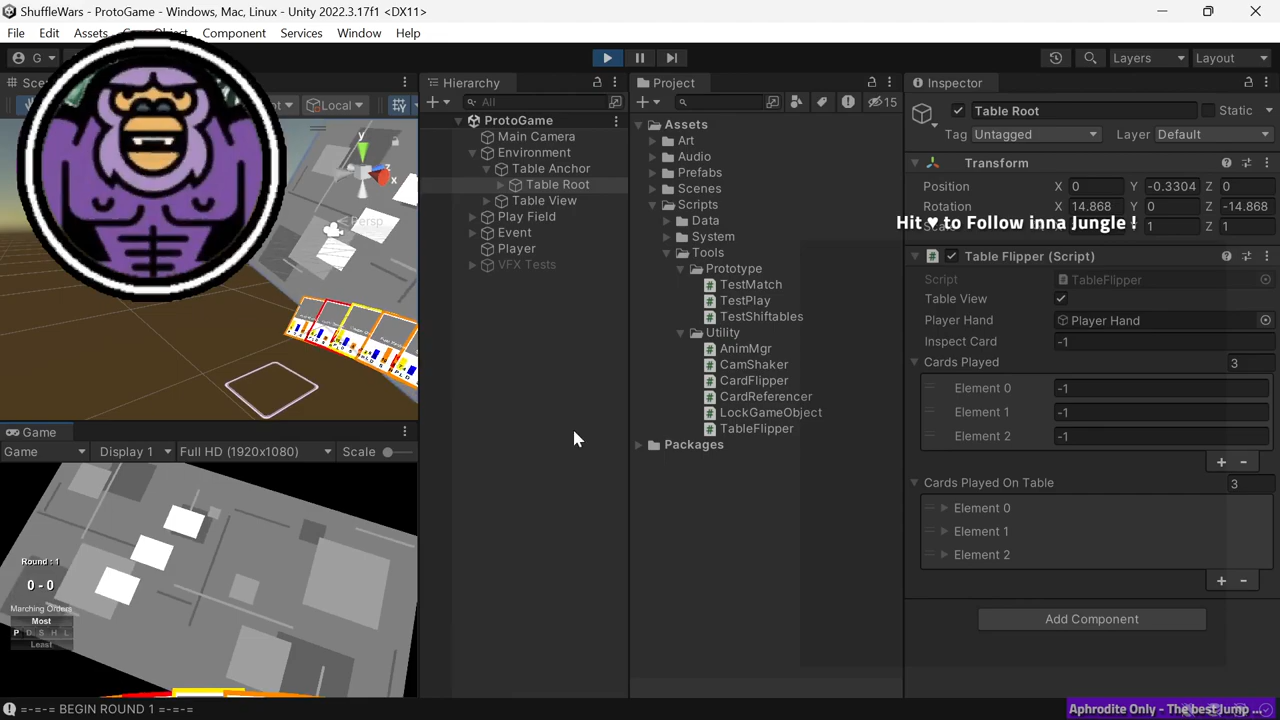 ShuffleWars - ProtoGame - Windows, Mac, Linux - Unity 2022.3.17f1 <DX11>
File Edit Assets Component Services Window Help
G Layers Layout
Hierarchy Project Inspector
Local All 15 Table Root Static
ProtoGame Assets Tag Untagged Layer Default
Main Camera Art
Environment Audio Transform
Table Anchor Prefabs Position X 0 Y -0.3304 Z 0
Table Root Scenes Rotation X 14.868 Y 0 Z -14.868
Table View Scripts 1 1
Hit ♥ to Follow inna Jungle !
Play Field Data
Event System
Player Tools Table Flipper (Script)
VFX Tests Prototype Script TableFlipper
TestMatch Table View
TestPlay Player Hand Player Hand
TestShiftables Inspect Card -1
Utility Cards Played 3
AnimMgr Element 0 -1
CamShaker Element 1 -1
CardFlipper Element 2 -1
CardReferencer
LockGameObject
TableFlipper
Packages
Cards Played On Table 3
Element 0
Element 1
Element 2
Add Component
y
x
Persp
Game
Game Display 1 Full HD (1920x1080) Scale
Round : 1
0 - 0
Marching Orders
Most
P D S H L
Least
=-=-= BEGIN ROUND 1 =-=-=
Aphrodite Only - The best Jump ...